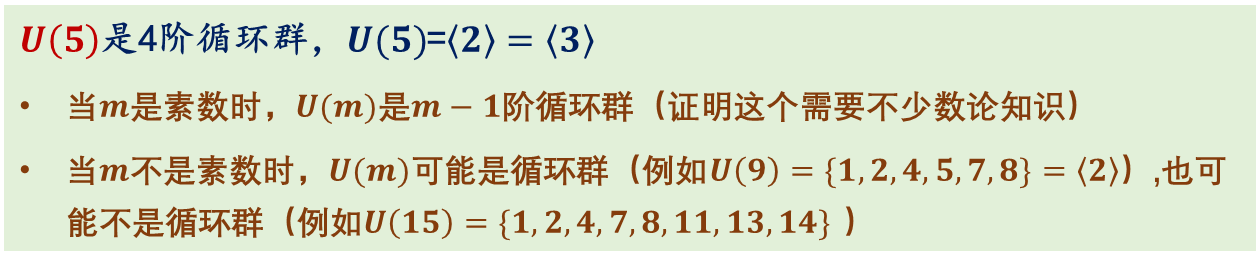 U(5)是4阶循环群，U(5)=⟨2⟩ = ⟨3⟩
• 当m是素数时，U(m)是m − 1阶循环群（证明这个需要不少数论知识）
• 当m不是素数时，U(m)可能是循环群（例如U(9) = {1, 2, 4, 5, 7, 8} = ⟨2⟩）,也可
能不是循环群（例如U(15) = {1, 2, 4, 7, 8, 11, 13, 14} ）